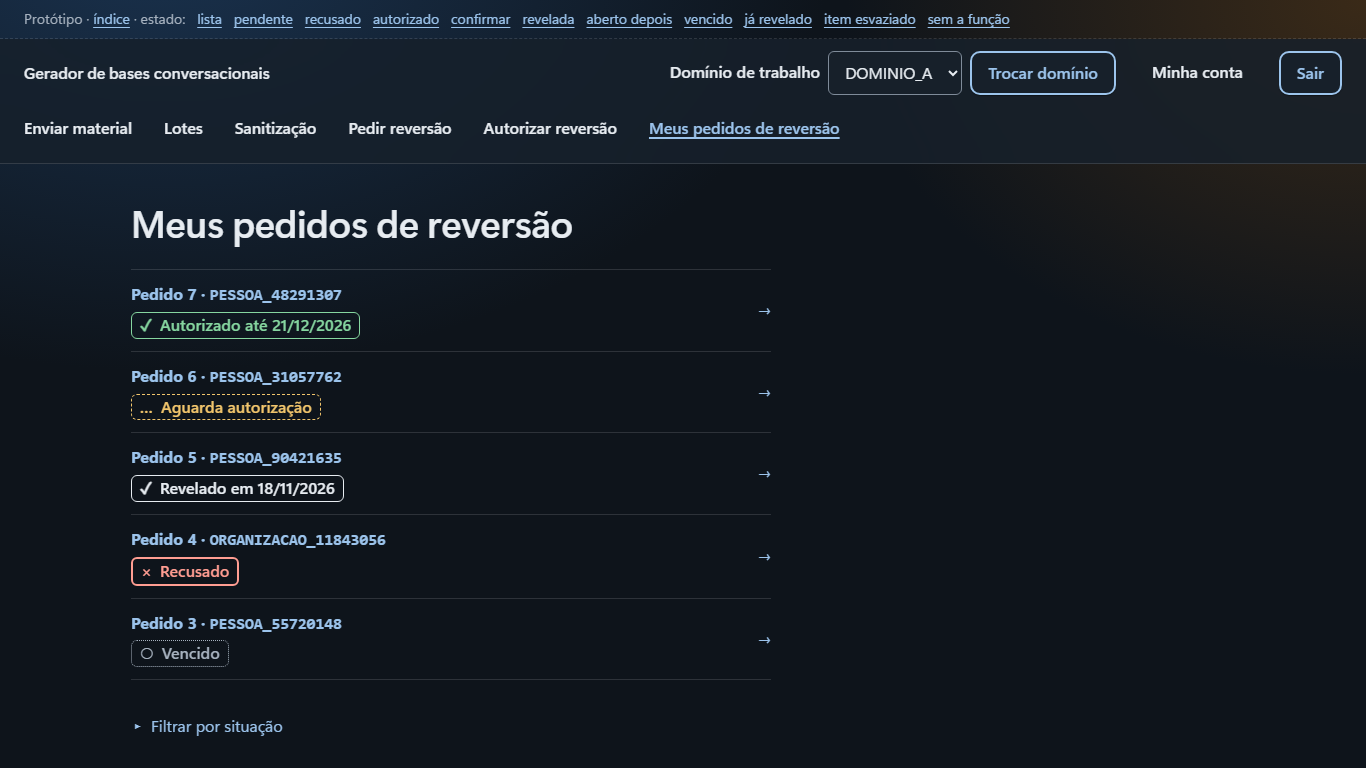 Protótipo · índice · estado: lista pendente recusado autorizado confirmar revelada aberto depois vencido já revelado item esvaziado sem a função
Gerador de bases conversacionais Domínio de trabalho DOMINIO_A Trocar domínio Minha conta Sair
Enviar material Lotes Sanitização Pedir reversão Autorizar reversão Meus pedidos de reversão
Meus pedidos de reversão
Pedido 7 · PESSOA_48291307
✓ Autorizado até 21/12/2026
→
Pedido 6 · PESSOA_31057762
… Aguarda autorização
→
Pedido 5 · PESSOA_90421635
✓ Revelado em 18/11/2026
→
Pedido 4 · ORGANIZACAO_11843056
× Recusado
→
Pedido 3 · PESSOA_55720148
○ Vencido
→
▸ Filtrar por situação